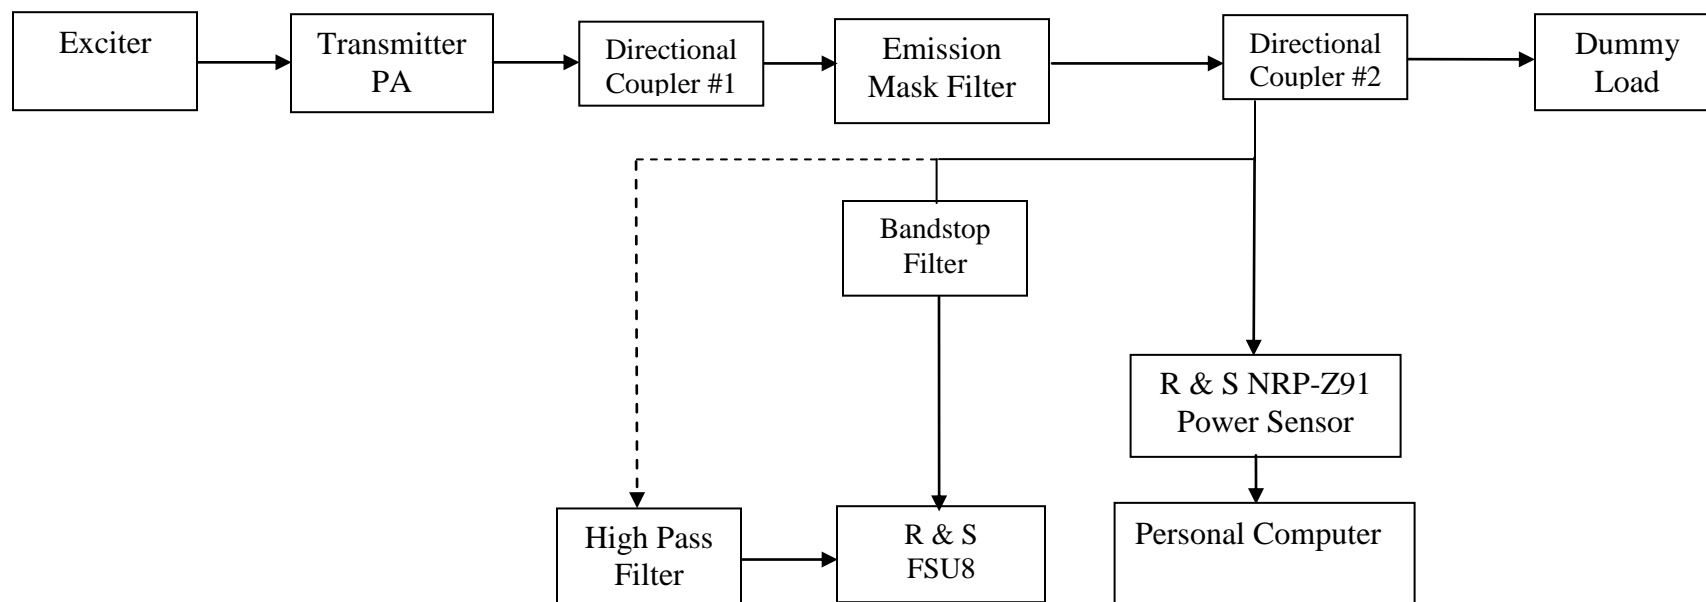 Exciter
Transmitter
PA
Directional
Coupler #1
Emission
Mask Filter
Directional
Coupler #2
Dummy
Load
Bandstop
Filter
R & S NRP-Z91
Power Sensor
High Pass
Filter
R & S
FSU8
Personal Computer